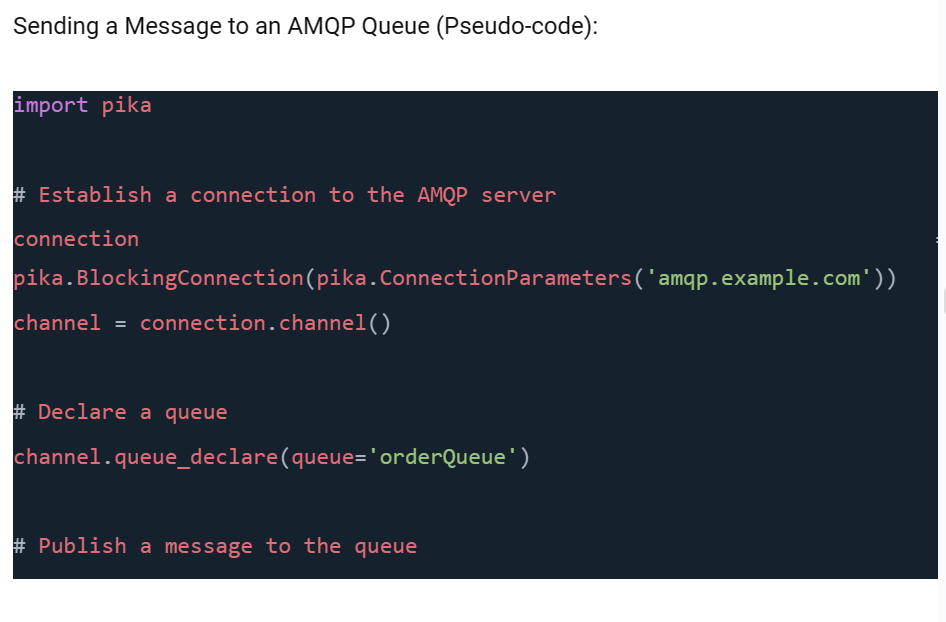 Sending a Message to an AMQP Queue (Pseudo-code):
import pika
# Establish a connection to the AMQP server
connection =
pika.BlockingConnection(pika.ConnectionParameters('amqp.example.com'))
channel = connection.channel()
# Declare a queue
channel.queue_declare(queue='orderQueue')
# Publish a message to the queue